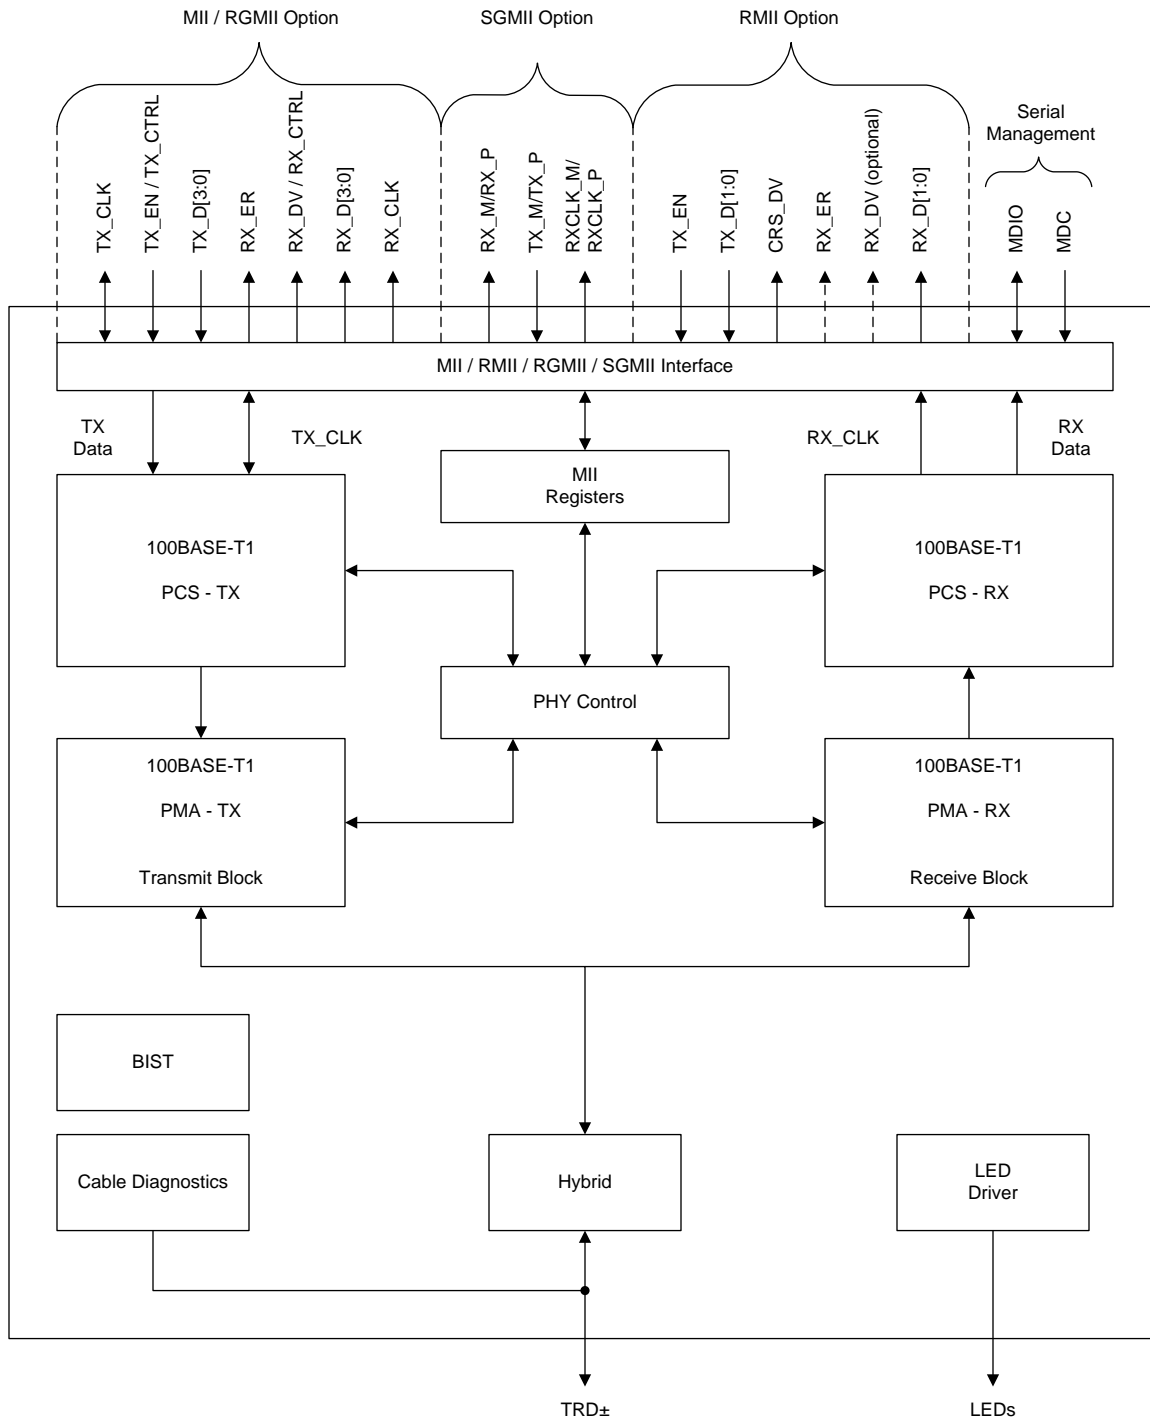 MII / RGMII Option
SGMII Option
RMII Option
Serial
Management
TX_CLK
TX_EN / TX_CTRL
TX_D[3:0]
RX_ER
RX_DV / RX_CTRL
RX_D[3:0]
RX_CLK
RX_M/RX_P
TX_M/TX_P
RXCLK_M/
RXCLK_P
TX_EN
TX_D[1:0]
CRS_DV
RX_ER
RX_DV (optional)
RX_D[1:0]
MDIO
MDC
MII / RMII / RGMII / SGMII Interface
TX
Data
TX_CLK
RX_CLK
RX
Data
MII
Registers
100BASE-T1
PCS - TX
100BASE-T1
PCS - RX
PHY Control
100BASE-T1
PMA - TX
Transmit Block
100BASE-T1
PMA - RX
Receive Block
BIST
Cable Diagnostics
Hybrid
LED
Driver
TRD±
LEDs